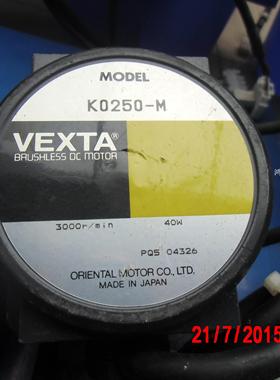 MODEL
K0250-M
VEXTA®
BRUSHLESS DC MOTOR
3000r/min 40W
PQ5 04326
ORIENTAL MOTOR CO., LTD.
MADE IN JAPAN
21/7/2015